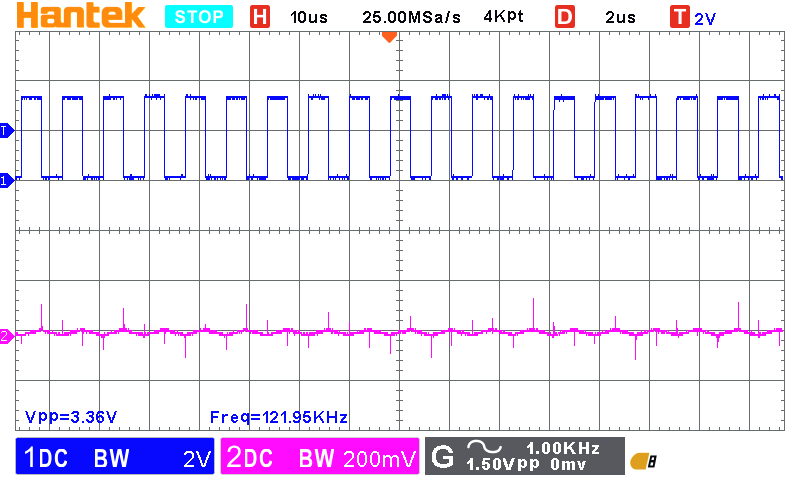 Hantek STOP H 10us 25.00MSa/s 4Kpt D 2us T 2V
T
1
2
Vpp=3.36V Freq=121.95KHz
1DC BW 2V 2DC BW 200mV G 1.00KHz
1.50Vpp 0mv